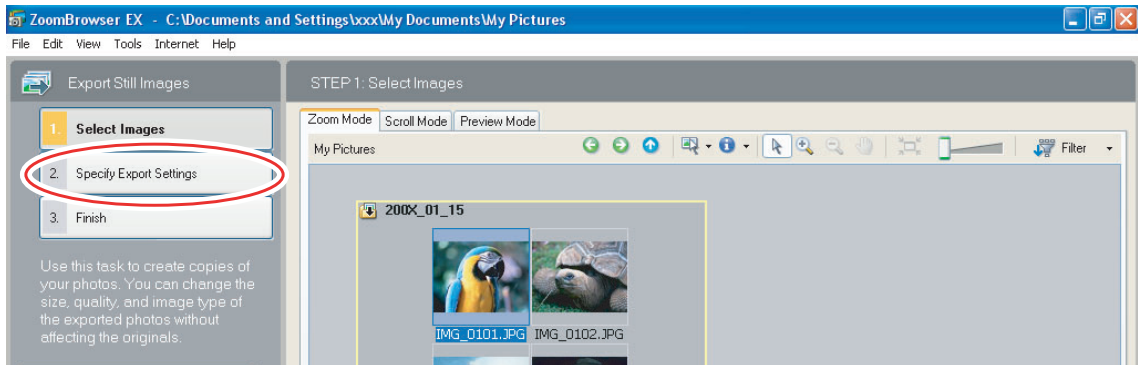 ZoomBrowser EX - C:\Documents and Settings\xxx\My Documents\My Pictures
File Edit View Tools Internet Help
Export Still Images
STEP 1: Select Images
1. Select Images
2. Specify Export Settings
3. Finish
Use this task to create copies of
your photos. You can change the
size, quality, and image type of
the exported photos without
affecting the originals.
Zoom Mode Scroll Mode Preview Mode
My Pictures
Filter
200X_01_15
IMG_0101.JPG IMG_0102.JPG